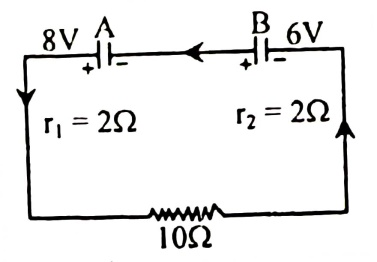 8V A B 6V
+ - + -
r₁ = 2Ω r₂ = 2Ω
10Ω